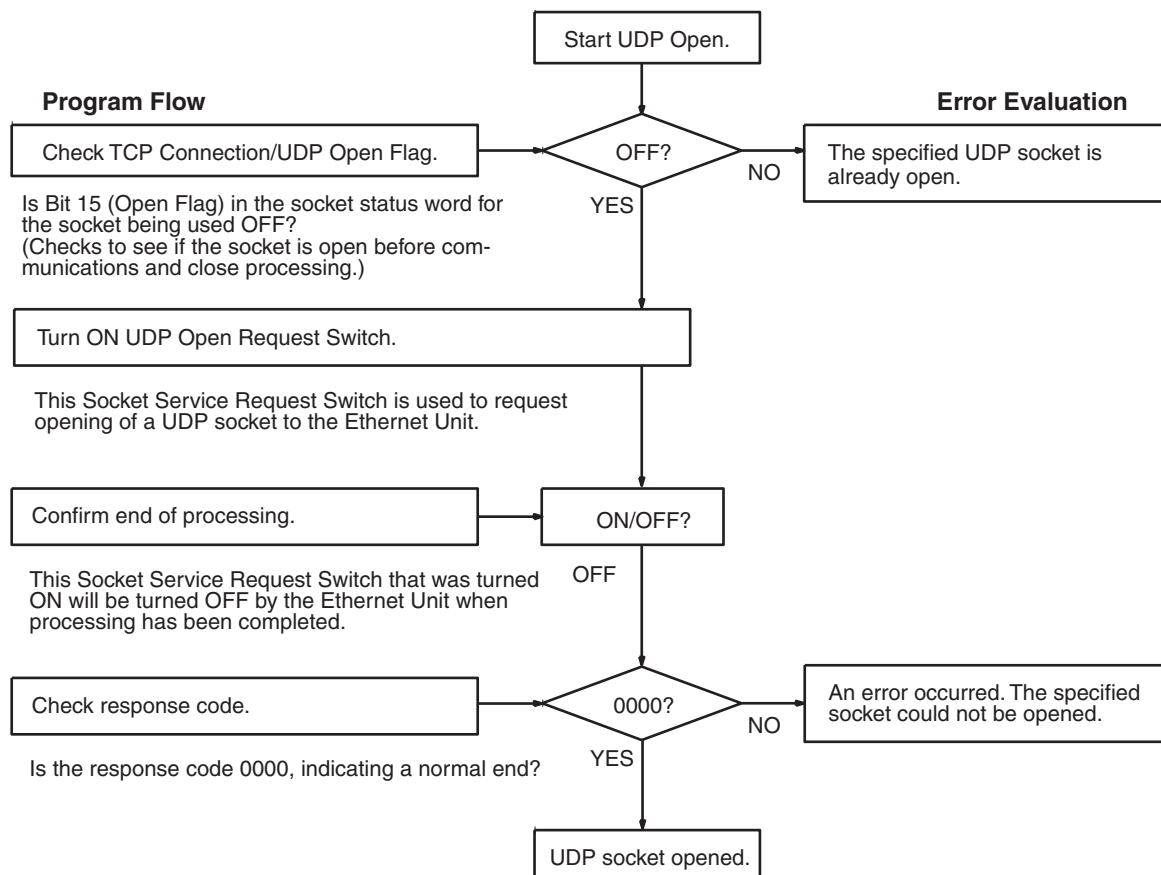 Start UDP Open.
Program Flow
Error Evaluation
Check TCP Connection/UDP Open Flag.
OFF?
NO
The specified UDP socket is
already open.
YES
Is Bit 15 (Open Flag) in the socket status word for
the socket being used OFF?
(Checks to see if the socket is open before com-
munications and close processing.)
Turn ON UDP Open Request Switch.
This Socket Service Request Switch is used to request
opening of a UDP socket to the Ethernet Unit.
Confirm end of processing.
ON/OFF?
OFF
This Socket Service Request Switch that was turned
ON will be turned OFF by the Ethernet Unit when
processing has been completed.
Check response code.
0000?
NO
An error occurred. The specified
socket could not be opened.
YES
Is the response code 0000, indicating a normal end?
UDP socket opened.